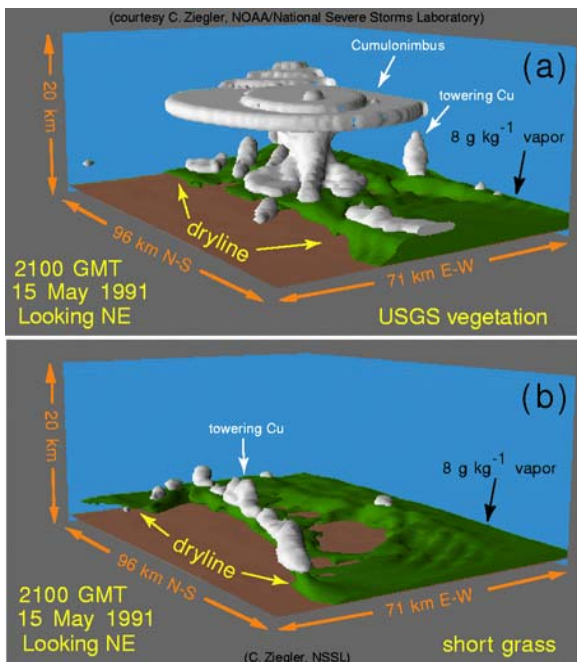 (courtesy C. Ziegler, NOAA/National Severe Storms Laboratory)
(a)
Cumulonimbus
towering Cu
20 km
8 g kg-1 vapor
dryline
96 km N-S
71 km E-W
2100 GMT
15 May 1991
Looking NE
USGS vegetation
(b)
towering Cu
20 km
8 g kg-1 vapor
dryline
96 km N-S
71 km E-W
2100 GMT
15 May 1991
Looking NE
short grass
(C. Ziegler, NSSL)